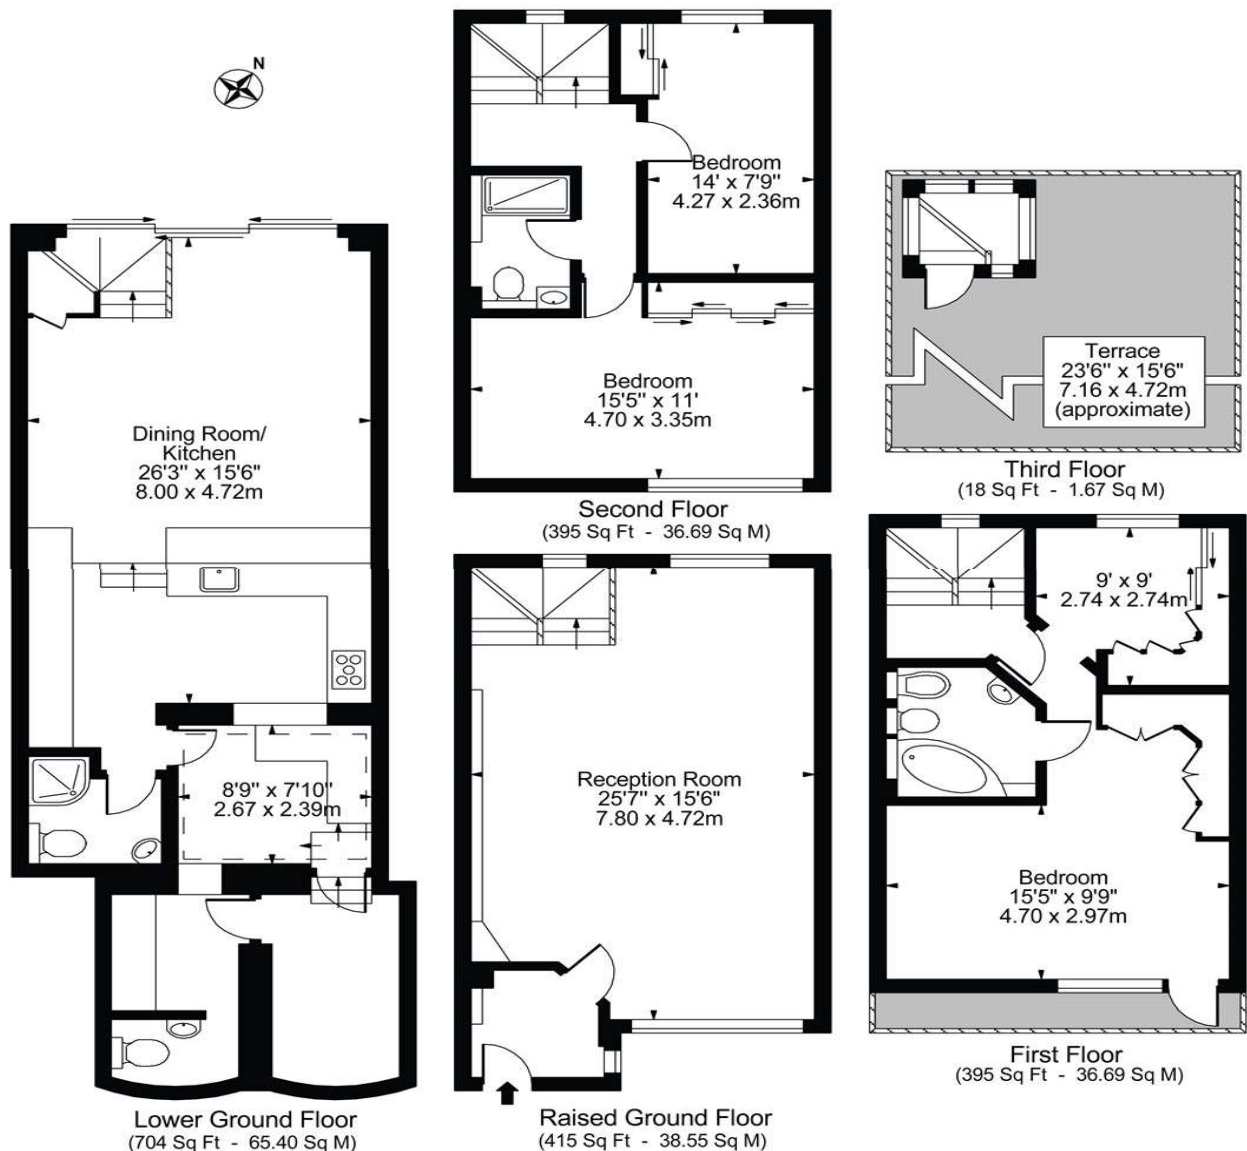 N
Bedroom
14' x 7'9"
4.27 x 2.36m
Bedroom
15'5" x 11'
4.70 x 3.35m
Second Floor
(395 Sq Ft - 36.69 Sq M)
Terrace
23'6" x 15'6"
7.16 x 4.72m
(approximate)
Third Floor
(18 Sq Ft - 1.67 Sq M)
Dining Room/
Kitchen
26'3" x 15'6"
8.00 x 4.72m
8'9" x 7'10"
2.67 x 2.39m
Lower Ground Floor
(704 Sq Ft - 65.40 Sq M)
Reception Room
25'7" x 15'6"
7.80 x 4.72m
Raised Ground Floor
(415 Sq Ft - 38.55 Sq M)
9' x 9'
2.74 x 2.74m
Bedroom
15'5" x 9'9"
4.70 x 2.97m
First Floor
(395 Sq Ft - 36.69 Sq M)